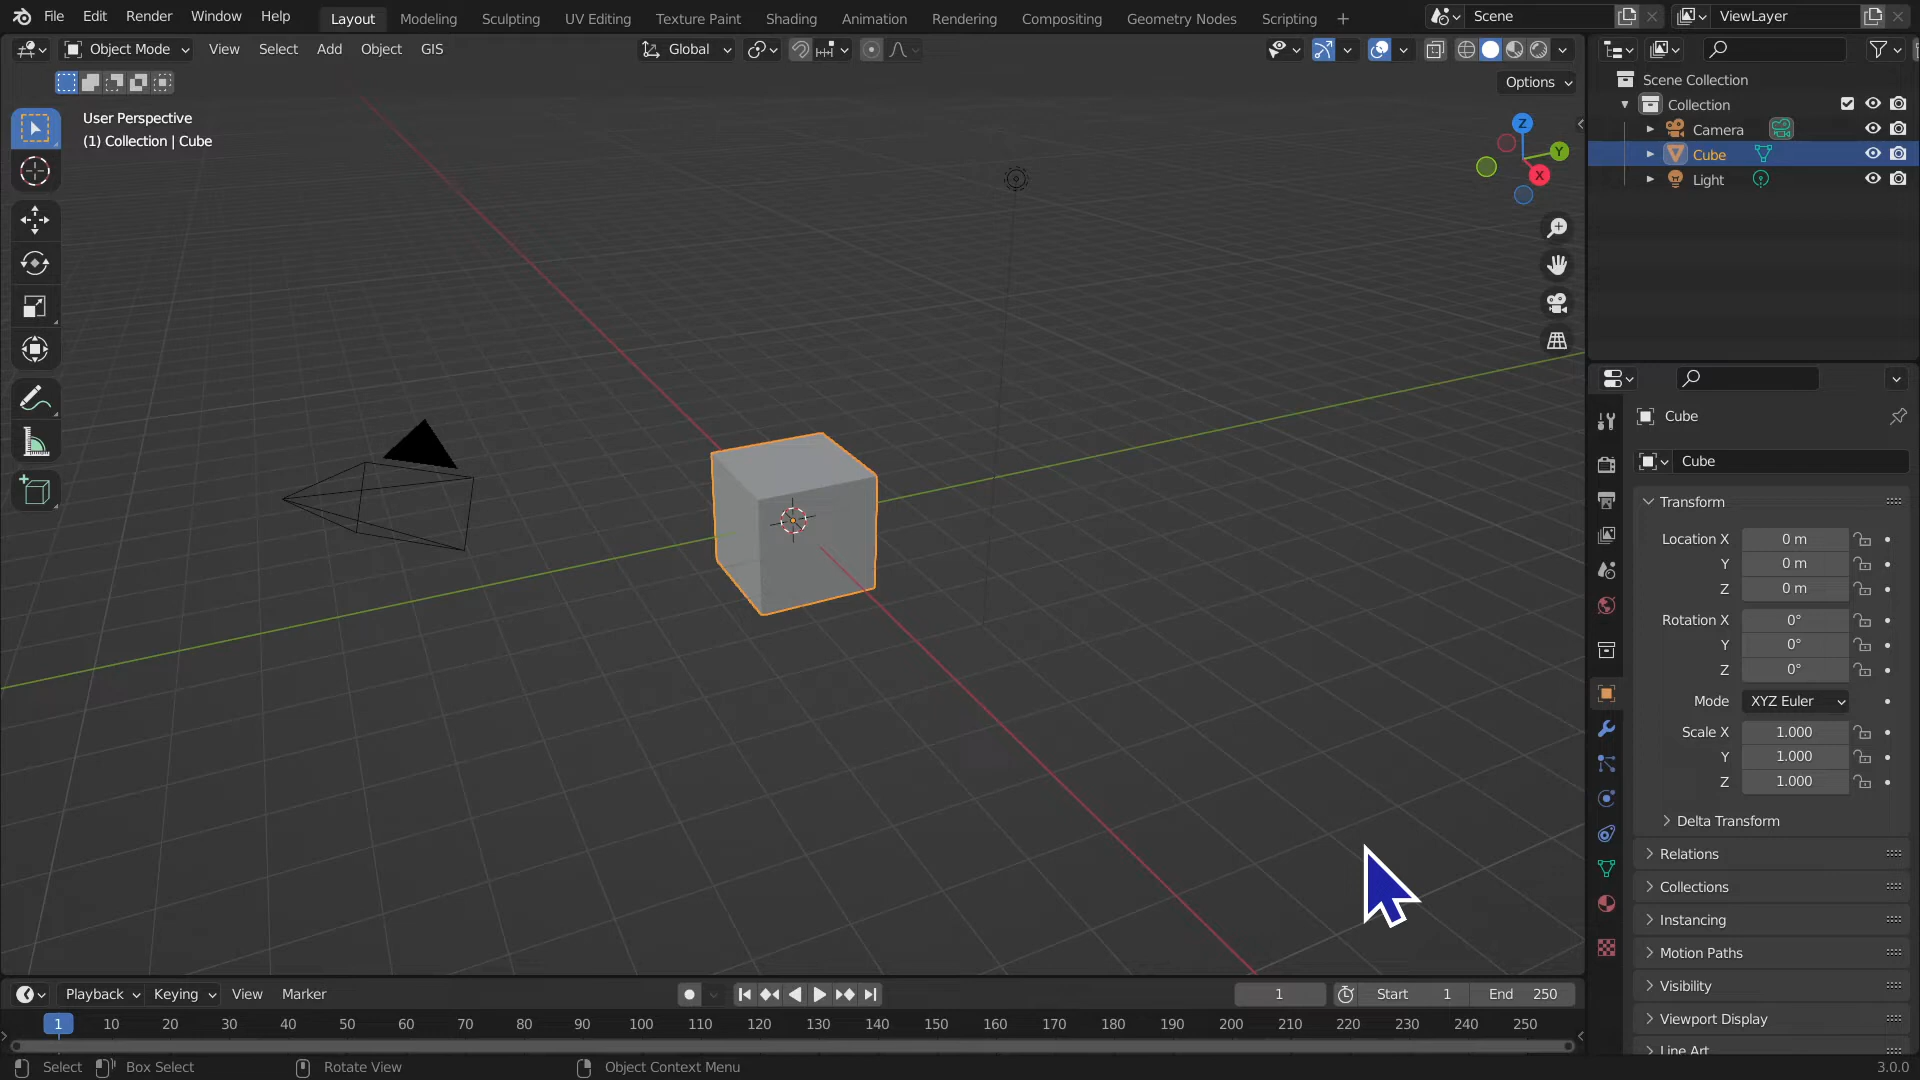 File Edit Render Window Help Layout Modeling Sculpting UV Editing Texture Paint Shading Animation Rendering Compositing Geometry Nodes Scripting + Scene ViewLayer
Object Mode View Select Add Object GIS Global
Options
User Perspective
(1) Collection | Cube
Z
Y
X
Scene Collection
Collection
Camera
Cube
Light
Cube
Cube
Transform
Location X 0 m
Y 0 m
Z 0 m
Rotation X 0°
Y 0°
Z 0°
Mode XYZ Euler
Scale X 1.000
Y 1.000
Z 1.000
Delta Transform
Relations
Collections
Instancing
Motion Paths
Visibility
Viewport Display
Line Art
Playback Keying View Marker 1 Start 1 End 250
1 10 20 30 40 50 60 70 80 90 100 110 120 130 140 150 160 170 180 190 200 210 220 230 240 250
Select Box Select Rotate View Object Context Menu 3.0.0